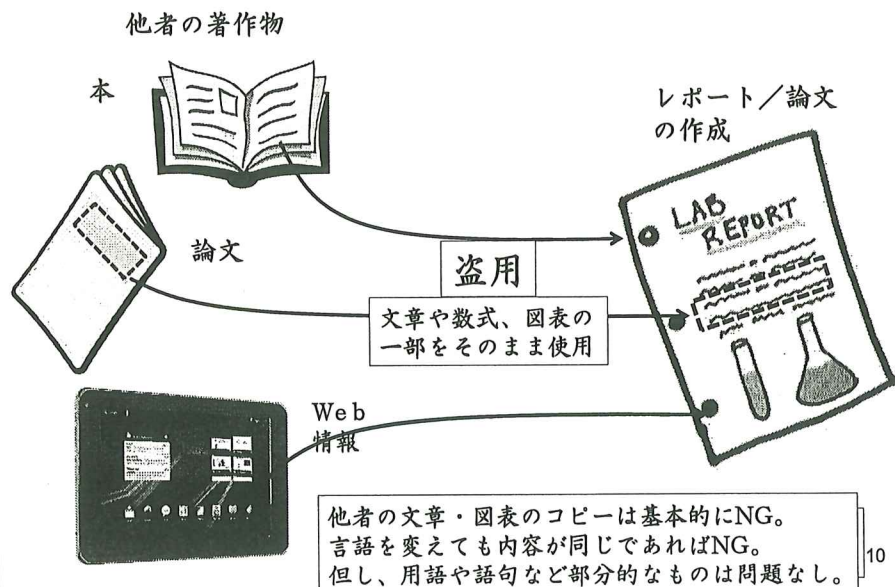 他者の著作物
本
レポート／論文
の作成
LAB
REPORT
論文
盗用
文章や数式、図表の
一部をそのまま使用
Web
情報
他者の文章・図表のコピーは基本的にNG。
言語を変えても内容が同じであればNG。
但し、用語や語句など部分的なものは問題なし。
10